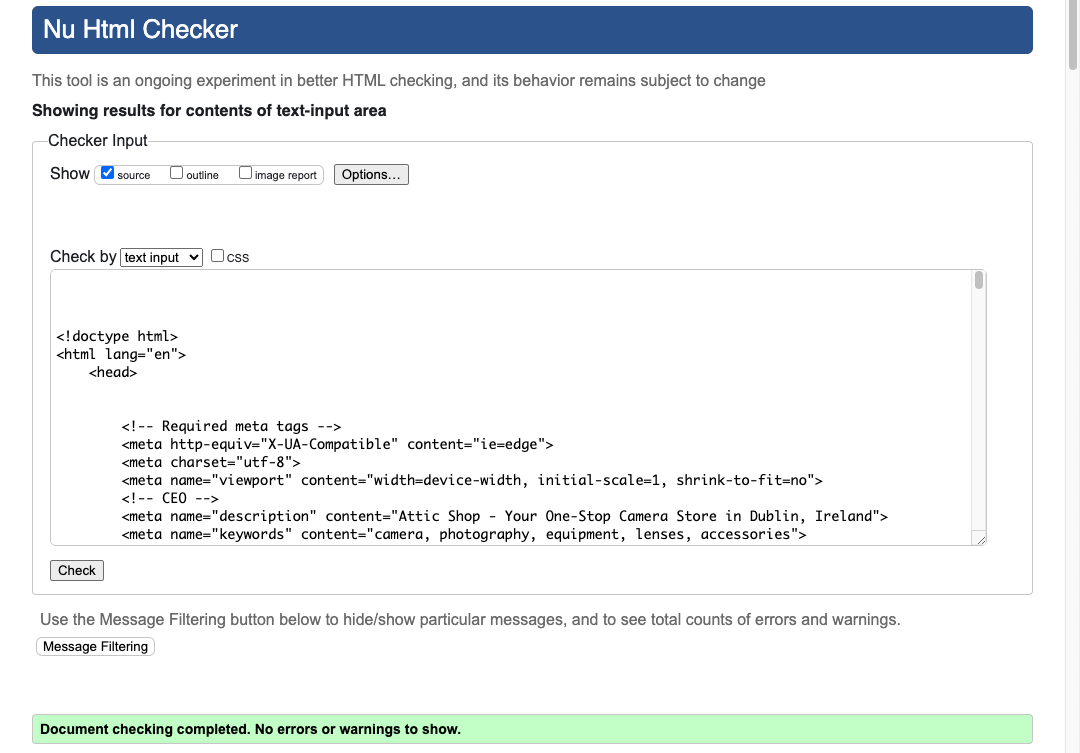 Nu Html Checker
This tool is an ongoing experiment in better HTML checking, and its behavior remains subject to change
Showing results for contents of text-input area
Checker Input
Show source outline image report Options...
Check by text input css
<!doctype html>
<html lang="en">
<head>
<!-- Required meta tags -->
<meta http-equiv="X-UA-Compatible" content="ie=edge">
<meta charset="utf-8">
<meta name="viewport" content="width=device-width, initial-scale=1, shrink-to-fit=no">
<!-- CEO -->
<meta name="description" content="Attic Shop - Your One-Stop Camera Store in Dublin, Ireland">
<meta name="keywords" content="camera, photography, equipment, lenses, accessories">
Check
Use the Message Filtering button below to hide/show particular messages, and to see total counts of errors and warnings.
Message Filtering
Document checking completed. No errors or warnings to show.